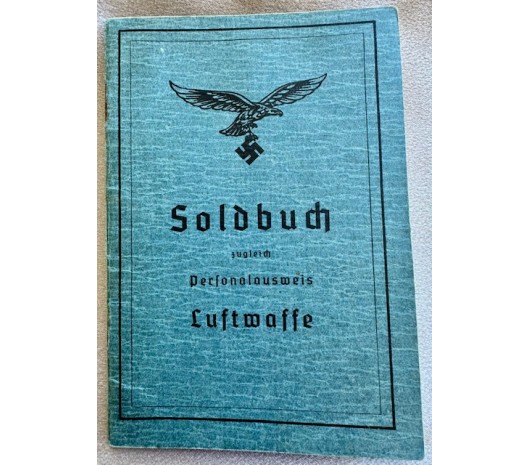 Soldbuch
zugleich
Personalausweis
Luftwaffe